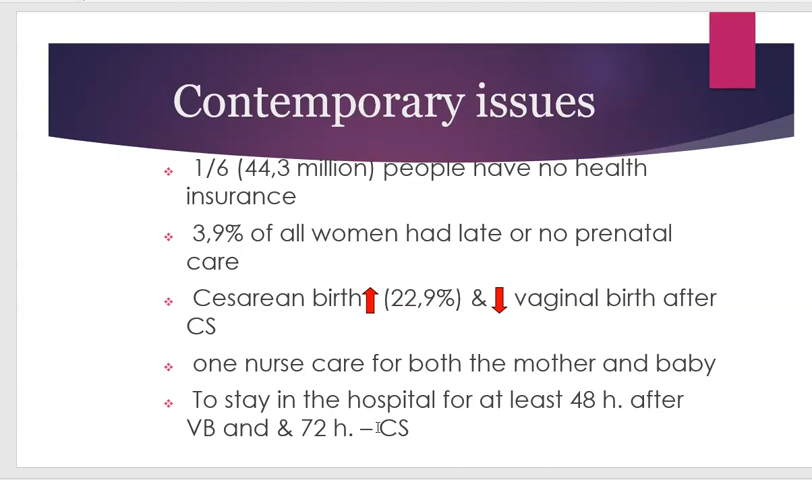 Contemporary issues
1/6 (44,3 million) people have no health
insurance
3,9% of all women had late or no prenatal
care
Cesarean birth (22,9%) & vaginal birth after
CS
one nurse care for both the mother and baby
To stay in the hospital for at least 48 h. after
VB and & 72 h. – CS